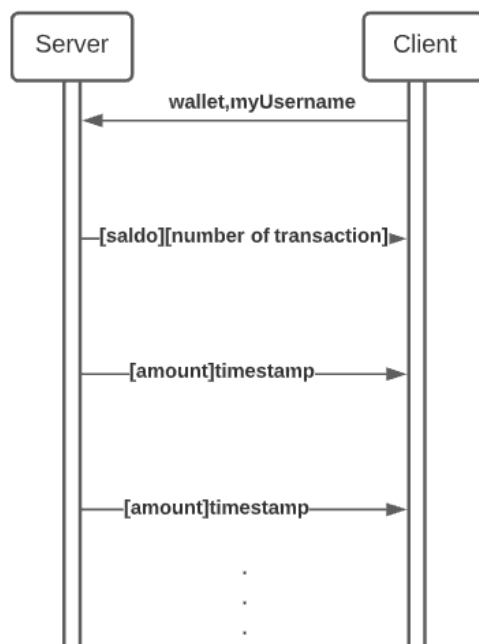 Server
Client
wallet,myUsername
[saldo][number of transaction]
[amount]timestamp
[amount]timestamp
.
.
.